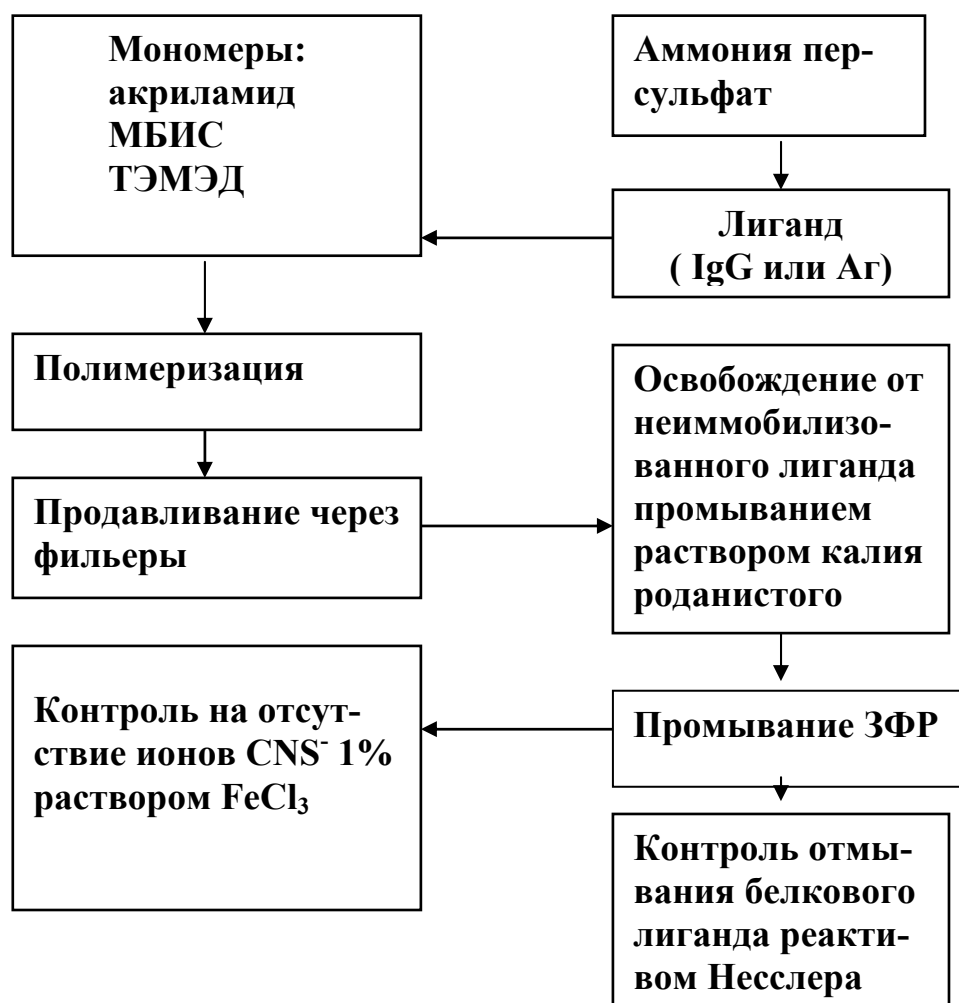 Мономеры:
акриламид
МБИС
ТЭМЭД
Аммония пер-
сульфат
Лиганд
( IgG или Аг)
Полимеризация
Продавливание через
фильеры
Освобождение от
неиммобилизо-
ванного лиганда
промыванием
раствором калия
роданистого
Промывание ЗФР
Контроль на отсут-
ствие ионов CNS⁻ 1%
раствором FeCl₃
Контроль отмы-
вания белкового
лиганда реакти-
вом Несслера